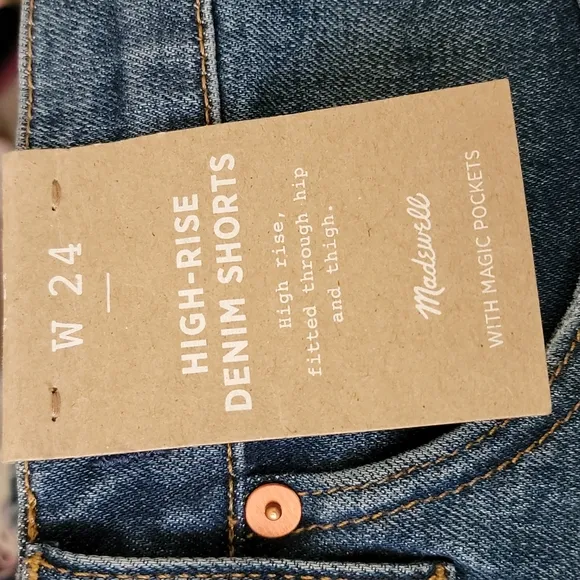 W 24
HIGH-RISE
DENIM SHORTS
High rise,
fitted through hip
and thigh.
Madewell
WITH MAGIC POCKETS